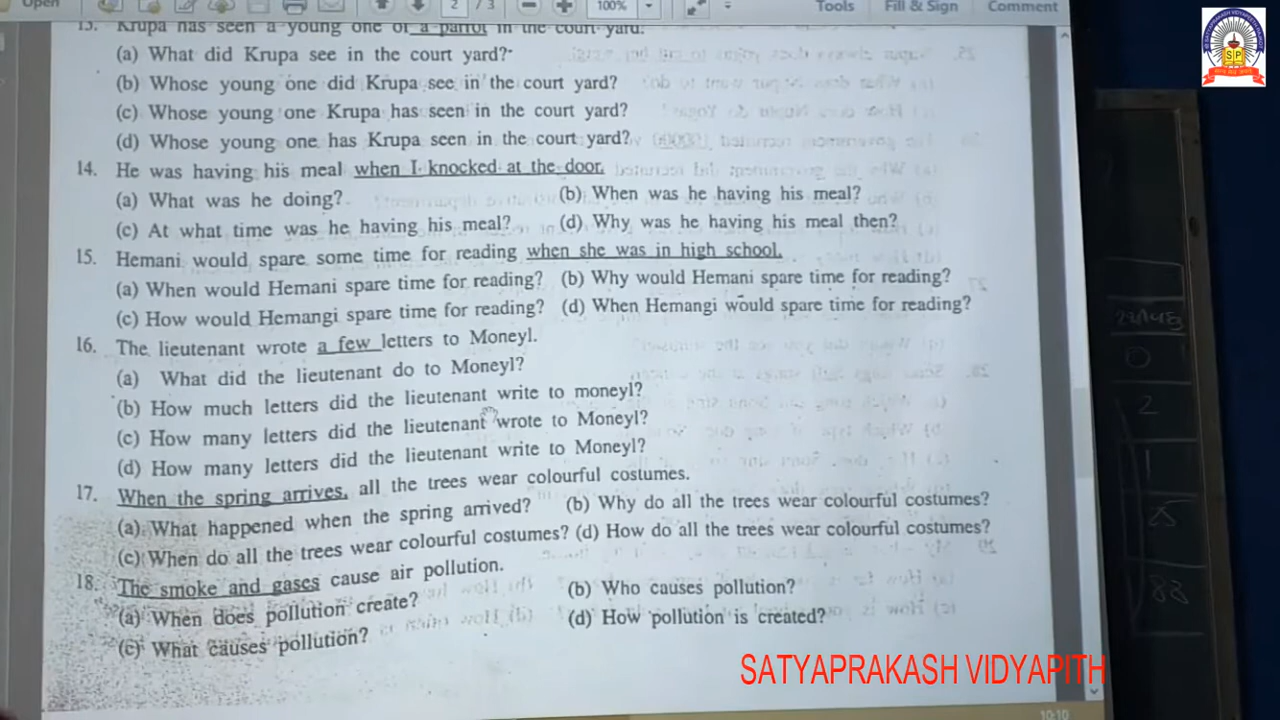 Open
2 / 3
100%
Tools
Fill & Sign
Comment
Krupa has seen a young one of a parrot in the court yard.
(a) What did Krupa see in the court yard?
(b) Whose young one did Krupa see in the court yard?
(c) Whose young one Krupa has seen in the court yard?
(d) Whose young one has Krupa seen in the court yard?
14. He was having his meal when I knocked at the door.
(a) What was he doing? (b) When was he having his meal?
(c) At what time was he having his meal? (d) Why was he having his meal then?
15. Hemani would spare some time for reading when she was in high school.
(a) When would Hemani spare time for reading? (b) Why would Hemani spare time for reading?
(c) How would Hemangi spare time for reading? (d) When Hemangi would spare time for reading?
16. The lieutenant wrote a few letters to Moneyl.
(a) What did the lieutenant do to Moneyl?
(b) How much letters did the lieutenant write to moneyl?
(c) How many letters did the lieutenant wrote to Moneyl?
(d) How many letters did the lieutenant write to Moneyl?
17. When the spring arrives, all the trees wear colourful costumes.
(a) What happened when the spring arrived? (b) Why do all the trees wear colourful costumes?
(c) When do all the trees wear colourful costumes? (d) How do all the trees wear colourful costumes?
18. The smoke and gases cause air pollution.
(a) When does pollution create? (b) Who causes pollution?
(c) What causes pollution? (d) How pollution is created?
SATYAPRAKASH VIDYAPITH
10:10
SP